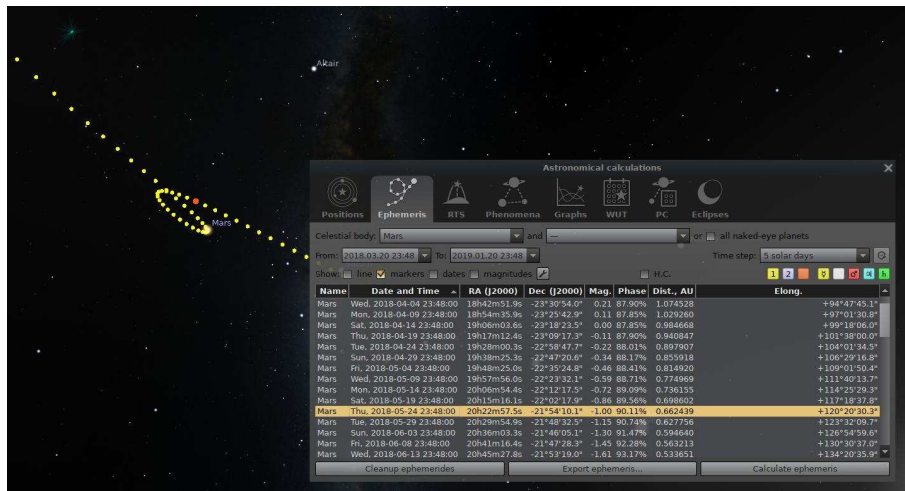 Altair
Mars
Astronomical calculations
Positions Ephemeris RTS Phenomena Graphs WUT PC Eclipses
Celestial body: Mars and — or all naked-eye planets
From: 2018.03.20 23:48 To: 2019.01.20 23:48 Time step: 5 solar days
Show: line markers dates magnitudes H.C. 1 2 ☿ ♂ ♃ ♄
Name Date and Time RA (J2000) Dec (J2000) Mag. Phase Dist., AU Elong.
Mars Wed, 2018-04-04 23:48:00 18h42m51.9s -23°30'54.0" 0.21 87.90% 1.074528 +94°47'45.1"
Mars Mon, 2018-04-09 23:48:00 18h54m35.9s -23°25'42.9" 0.11 87.85% 1.029260 +97°01'30.8"
Mars Sat, 2018-04-14 23:48:00 19h06m03.6s -23°18'23.5" 0.00 87.85% 0.984668 +99°18'06.0"
Mars Thu, 2018-04-19 23:48:00 19h17m12.4s -23°09'17.3" -0.11 87.90% 0.940847 +101°38'00.0"
Mars Tue, 2018-04-24 23:48:00 19h28m00.3s -22°58'47.7" -0.22 88.01% 0.897907 +104°01'34.5"
Mars Sun, 2018-04-29 23:48:00 19h38m25.3s -22°47'20.6" -0.34 88.17% 0.855918 +106°29'16.8"
Mars Fri, 2018-05-04 23:48:00 19h48m25.0s -22°35'24.8" -0.46 88.41% 0.814920 +109°01'50.4"
Mars Wed, 2018-05-09 23:48:00 19h57m56.0s -22°23'32.1" -0.59 88.71% 0.774969 +111°40'13.7"
Mars Mon, 2018-05-14 23:48:00 20h06m54.4s -22°12'17.5" -0.72 89.09% 0.736155 +114°25'29.3"
Mars Sat, 2018-05-19 23:48:00 20h15m16.1s -22°02'17.9" -0.86 89.56% 0.698602 +117°18'37.8"
Mars Thu, 2018-05-24 23:48:00 20h22m57.5s -21°54'10.1" -1.00 90.11% 0.662439 +120°20'30.3"
Mars Tue, 2018-05-29 23:48:00 20h29m54.9s -21°48'32.5" -1.15 90.74% 0.627756 +123°32'09.7"
Mars Sun, 2018-06-03 23:48:00 20h36m03.3s -21°46'05.1" -1.30 91.47% 0.594640 +126°54'59.6"
Mars Fri, 2018-06-08 23:48:00 20h41m16.4s -21°47'28.3" -1.45 92.28% 0.563213 +130°30'37.0"
Mars Wed, 2018-06-13 23:48:00 20h45m27.8s -21°53'19.0" -1.61 93.17% 0.533651 +134°20'35.9"
Cleanup ephemerides Export ephemeris... Calculate ephemeris